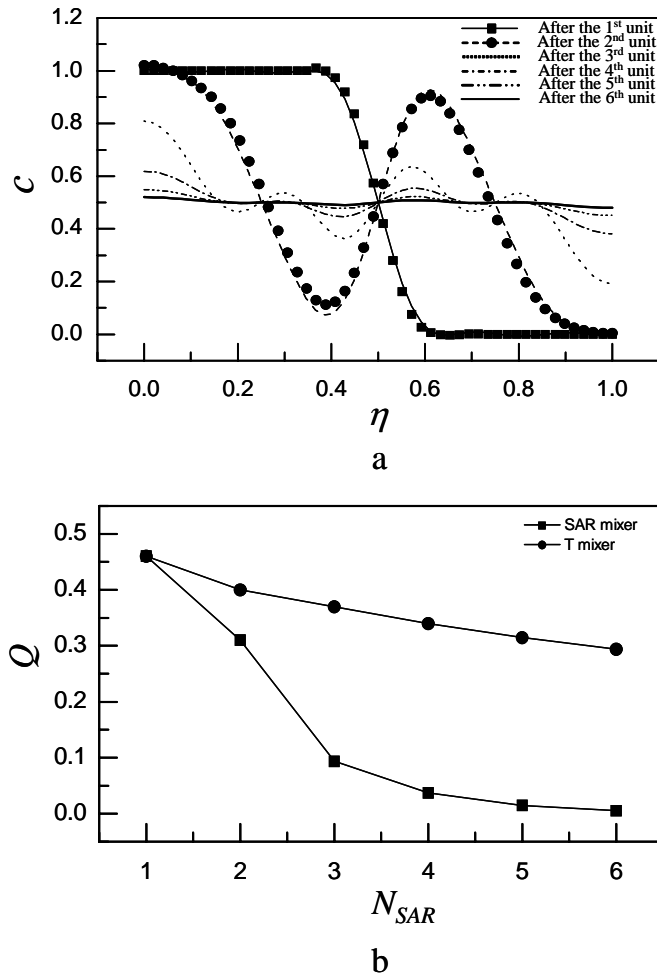 After the 1st unit
After the 2nd unit
After the 3rd unit
After the 4th unit
After the 5th unit
After the 6th unit
1.2
1.0
0.8
0.6
0.4
0.2
0.0
c
0.0 0.2 0.4 0.6 0.8 1.0
η
a
SAR mixer
T mixer
0.5
0.4
0.3
0.2
0.1
0.0
Q
1 2 3 4 5 6
N_SAR
b